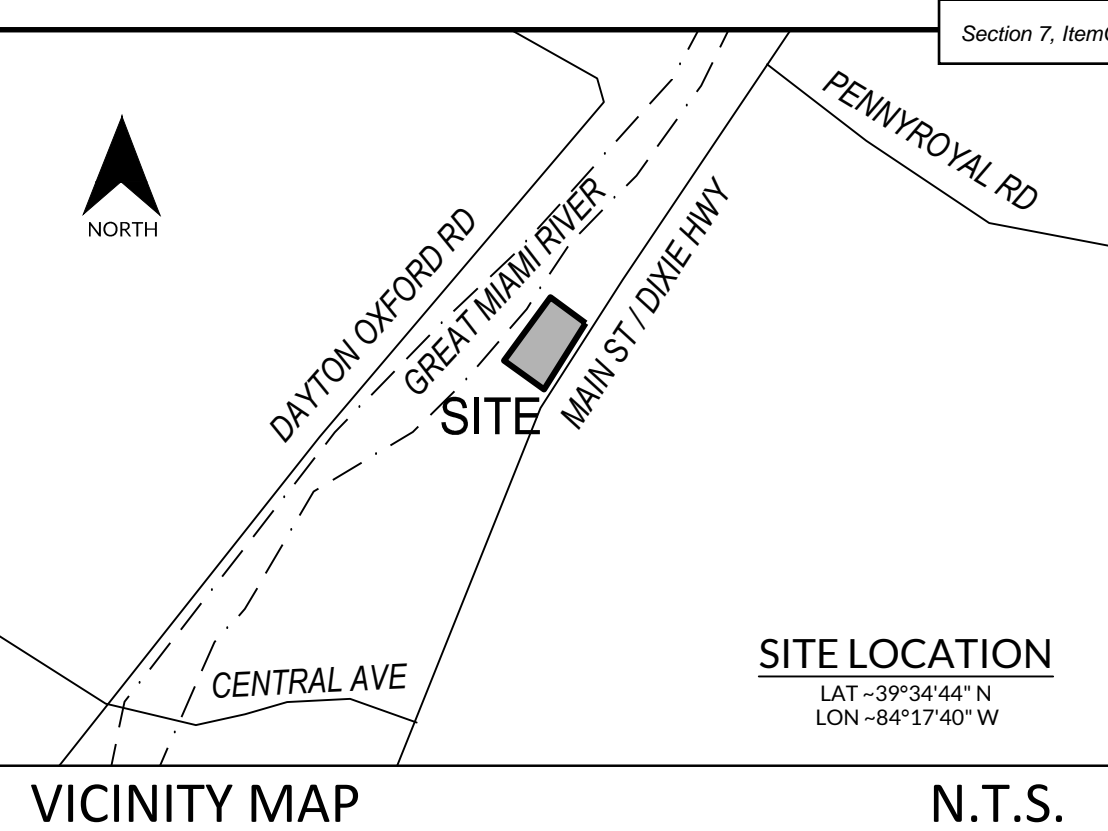 Section 7, Item
PENNYROYAL RD
NORTH
DAYTON OXFORD RD
GREAT MIAMI RIVER
MAIN ST / DIXIE HWY
SITE
CENTRAL AVE
SITE LOCATION
LAT ~39°34'44" N
LON ~84°17'40" W
VICINITY MAP
N.T.S.